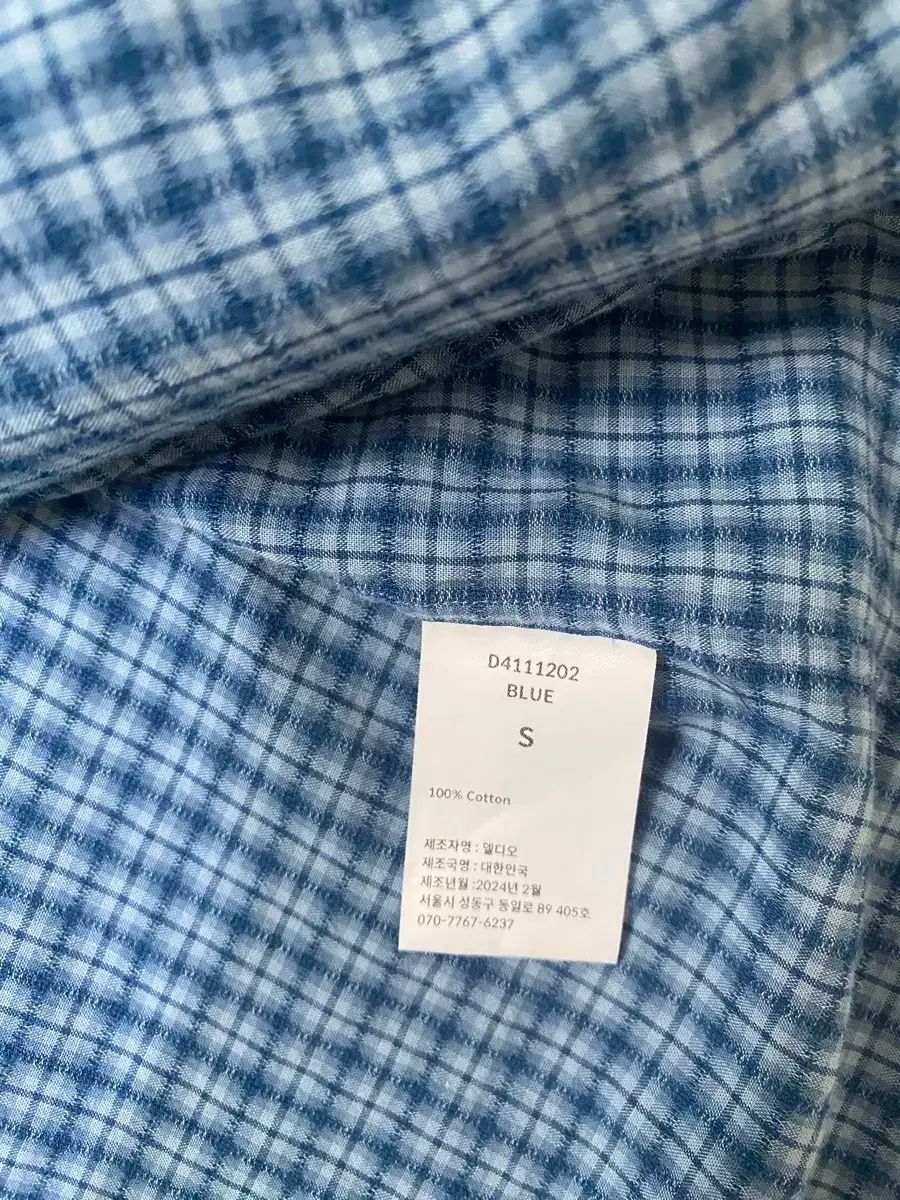 D4111202
BLUE
S
100% Cotton
제조자명 : 델디오
제조국명 : 대한민국
제조년월 :2024년 2월
서울시 성동구 동일로 89 405호
070-7767-6237